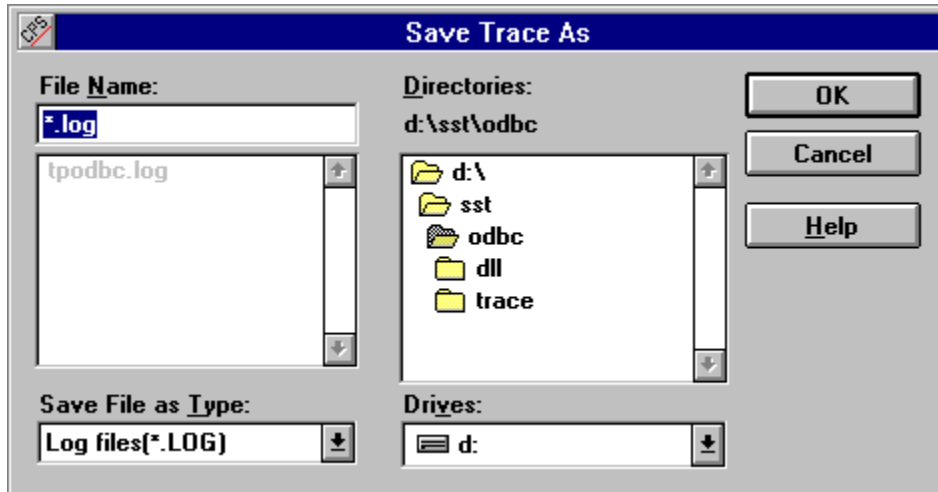 CPS
Save Trace As
File Name:
*.log
tpodbc.log
Save File as Type:
Log files(*.LOG)
Directories:
d:\sst\odbc
d:\
sst
odbc
dll
trace
Drives:
d:
OK
Cancel
Help